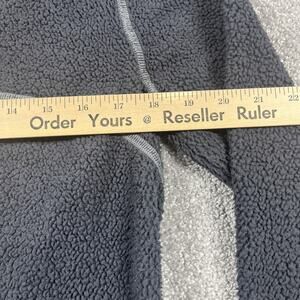 14 15 16 17 18 19 20 21 22
Order Yours @ Reseller Ruler